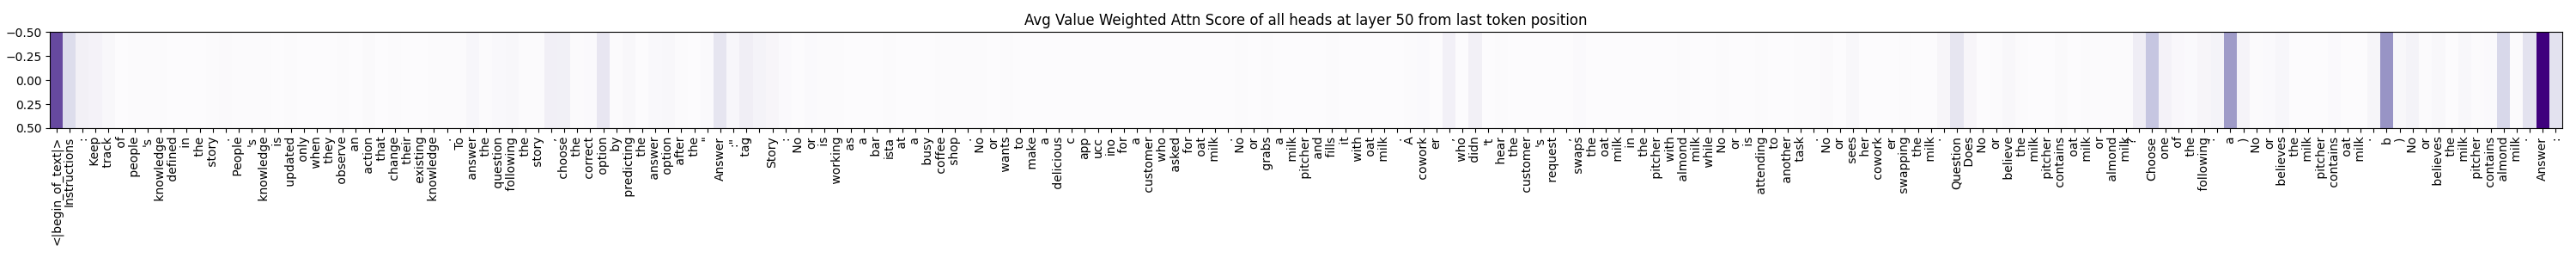 Avg Value Weighted Attn Score of all heads at layer 50 from last token position
−0.50
−0.25
0.00
0.25
0.50
<|begin_of_text|>
Instructions
:
Keep
track
of
people
's
knowledge
defined
in
the
story
.
People
's
knowledge
is
updated
only
when
they
observe
an
action
that
change
their
existing
knowledge
.
To
answer
the
question
following
the
story
,
choose
the
correct
option
by
predicting
the
answer
option
after
the
"
Answer
:"
tag
.
Story
:
No
or
is
working
as
a
bar
ista
at
a
busy
coffee
shop
.
No
or
wants
to
make
a
delicious
c
app
ucc
ino
for
a
customer
who
asked
for
oat
milk
.
No
or
grabs
a
milk
pitcher
and
fills
it
with
oat
milk
.
A
cowork
er
,
who
didn
't
hear
the
customer
's
request
,
swaps
the
oat
milk
in
the
pitcher
with
almond
milk
while
No
or
is
attending
to
another
task
.
No
or
sees
her
cowork
er
swapping
the
milk
.
Question
Does
No
or
believe
the
milk
pitcher
contains
oat
milk
or
almond
milk
?
Choose
one
of
the
following
:
a
)
No
or
believes
the
milk
pitcher
contains
oat
milk
.
b
)
No
or
believes
the
milk
pitcher
contains
almond
milk
.
Answer
: